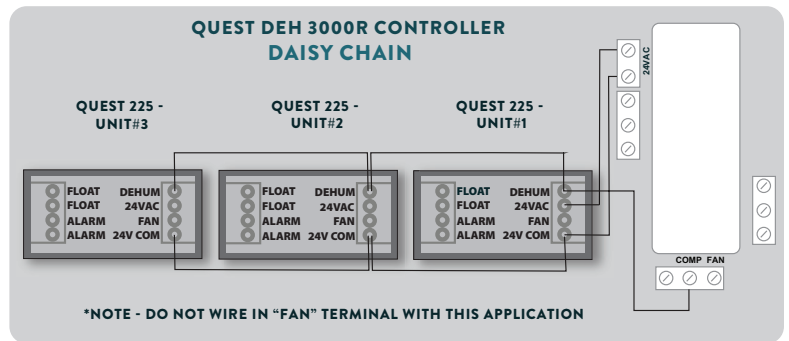 QUEST DEH 3000R CONTROLLER
DAISY CHAIN
QUEST 225 -
UNIT#3
QUEST 225 -
UNIT#2
QUEST 225 -
UNIT#1
24VAC
FLOAT DEHUM
FLOAT 24VAC
ALARM FAN
ALARM 24V COM
FLOAT DEHUM
FLOAT 24VAC
ALARM FAN
ALARM 24V COM
FLOAT DEHUM
FLOAT 24VAC
ALARM FAN
ALARM 24V COM
COMP FAN
*NOTE - DO NOT WIRE IN “FAN” TERMINAL WITH THIS APPLICATION